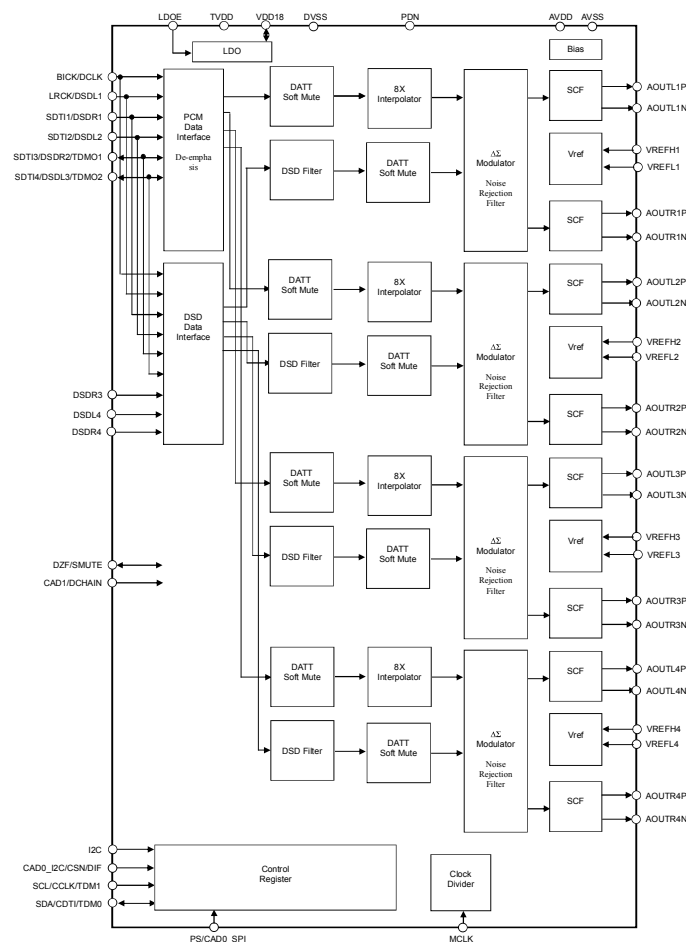 LDOE TVDD VDD18 DVSS PDN AVDD AVSS
LDO
Bias
BICK/DCLK
LRCK/DSDL1
SDTI1/DSDR1
SDTI2/DSDL2
SDTI3/DSDR2/TDMO1
SDTI4/DSDL3/TDMO2
PCM
Data
Interface
De-empha
sis
DATT
Soft Mute
8X
Interpolator
DSD Filter
DATT
Soft Mute
ΔΣ
Modulator
Noise
Rejection
Filter
SCF
Vref
SCF
AOUTL1P
AOUTL1N
VREFH1
VREFL1
AOUTR1P
AOUTR1N
DSD
Data
Interface
DSDR3
DSDL4
DSDR4
DATT
Soft Mute
8X
Interpolator
DSD Filter
DATT
Soft Mute
ΔΣ
Modulator
Noise
Rejection
Filter
SCF
Vref
SCF
AOUTL2P
AOUTL2N
VREFH2
VREFL2
AOUTR2P
AOUTR2N
DZF/SMUTE
CAD1/DCHAIN
DATT
Soft Mute
8X
Interpolator
DSD Filter
DATT
Soft Mute
ΔΣ
Modulator
Noise
Rejection
Filter
SCF
Vref
SCF
AOUTL3P
AOUTL3N
VREFH3
VREFL3
AOUTR3P
AOUTR3N
DATT
Soft Mute
8X
Interpolator
DSD Filter
DATT
Soft Mute
ΔΣ
Modulator
Noise
Rejection
Filter
SCF
Vref
SCF
AOUTL4P
AOUTL4N
VREFH4
VREFL4
AOUTR4P
AOUTR4N
I2C
CAD0_I2C/CSN/DIF
SCL/CCLK/TDM1
SDA/CDTI/TDM0
Control
Register
Clock
Divider
PS/CAD0_SPI
MCLK